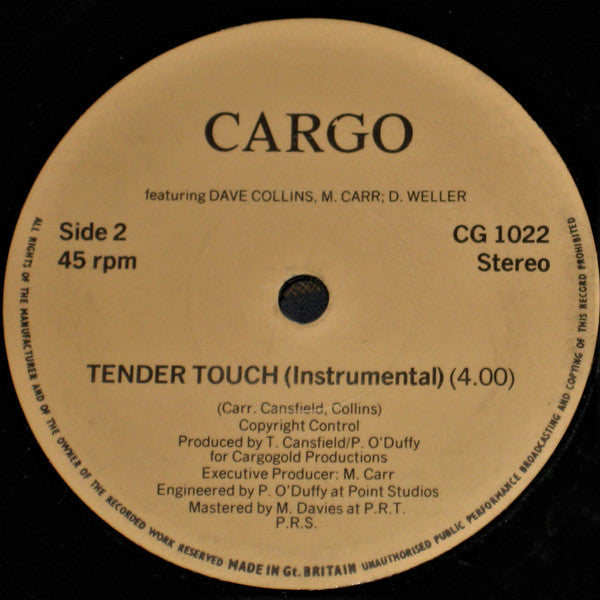 CARGO
featuring DAVE COLLINS, M. CARR; D. WELLER
Side 2
45 rpm
CG 1022
Stereo
TENDER TOUCH (Instrumental) (4.00)
(Carr. Cansfield, Collins)
Copyright Control
Produced by T. Cansfield/P. O'Duffy
for Cargogold Productions
Executive Producer: M. Carr
Engineered by P. O'Duffy at Point Studios
Mastered by M. Davies at P.R.T.
P.R.S.
ALL RIGHTS OF THE MANUFACTURER AND OF THE OWNER OF THE RECORDED WORK RESERVED MADE IN Gt. BRITAIN UNAUTHORISED PUBLIC PERFORMANCE BROADCASTING AND COPYING OF THIS RECORD PROHIBITED